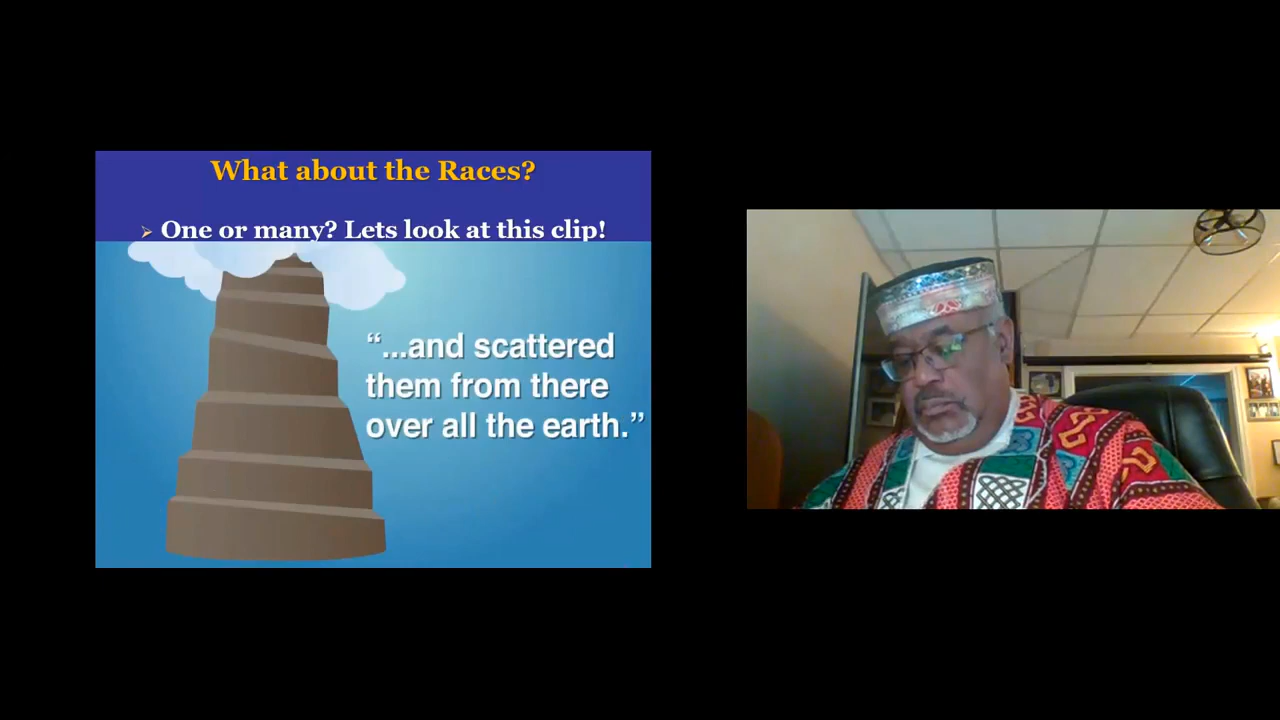 What about the Races?
➢ One or many? Lets look at this clip!
“...and scattered
them from there
over all the earth.”